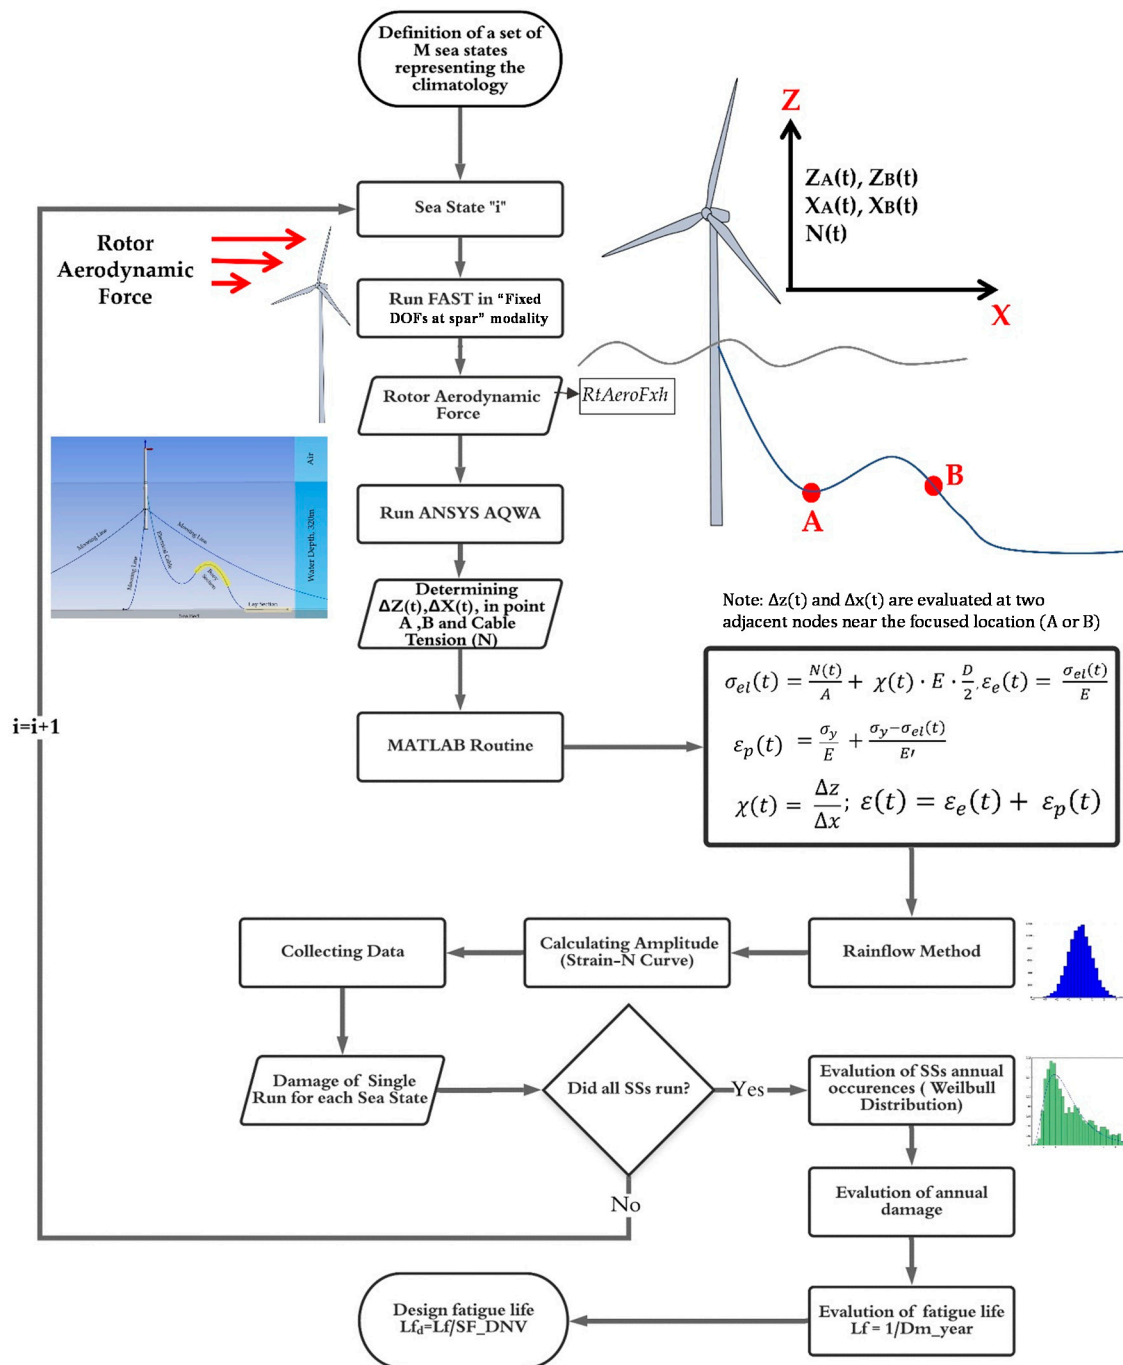 Definition of a set of
M sea states
representing the
climatology
Sea State "i"
Rotor
Aerodynamic
Force
Run FAST in “Fixed
DOFs at spar” modality
Rotor Aerodynamic
Force
RtAeroFxh
Z
ZA(t), ZB(t)
XA(t), XB(t)
N(t)
X
A
B
Run ANSYS AQWA
Air
Water Depth, 320m
Mooring Line
Mooring Line
Mooring Line
Electrical Cable
Buoy
Section
Lay Section
Sea Bed
Determining
ΔZ(t),ΔX(t), in point
A ,B and Cable
Tension (N)
Note: Δz(t) and Δx(t) are evaluated at two
adjacent nodes near the focused location (A or B)
MATLAB Routine
σel(t) = N(t)/A + χ(t) · E · D/2, εe(t) = σel(t)/E
εp(t) = σy/E + σy−σel(t)/E′
χ(t) = Δz/Δx; ε(t) = εe(t) + εp(t)
i=i+1
Collecting Data
Calculating Amplitude
(Strain-N Curve)
Rainflow Method
Damage of Single
Run for each Sea State
Did all SSs run?
Yes
No
Evalution of SSs annual
occurences ( Weilbull
Distribution)
Evalution of annual
damage
Evalution of fatigue life
Lf = 1/Dm_year
Design fatigue life
Lfd=Lf/SF_DNV